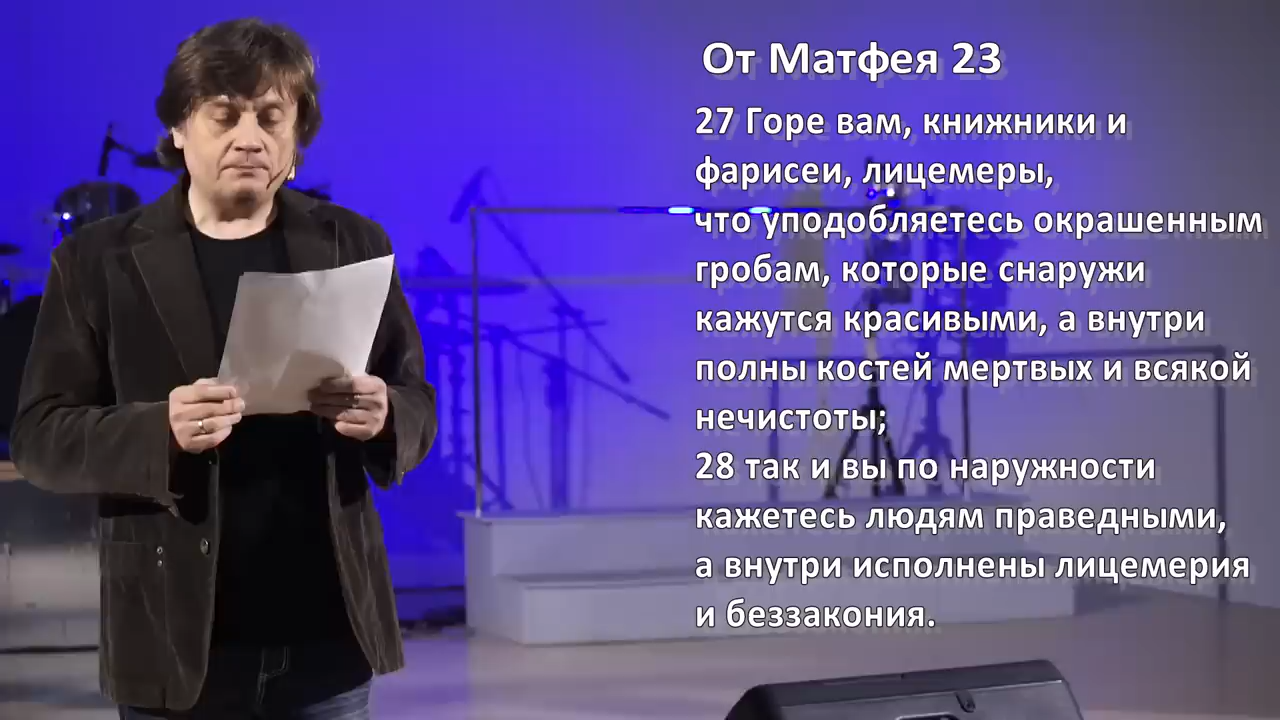 От Матфея 23
27 Горе вам, книжники и
фарисеи, лицемеры,
что уподобляетесь окрашенным
гробам, которые снаружи
кажутся красивыми, а внутри
полны костей мертвых и всякой
нечистоты;
28 так и вы по наружности
кажетесь людям праведными,
а внутри исполнены лицемерия
и беззакония.